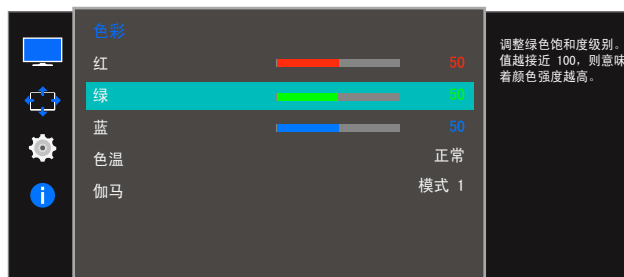 色彩
红 50
绿 50
蓝 50
色温 正常
伽马 模式 1
调整绿色饱和度级别。
值越接近 100，则意味
着颜色强度越高。